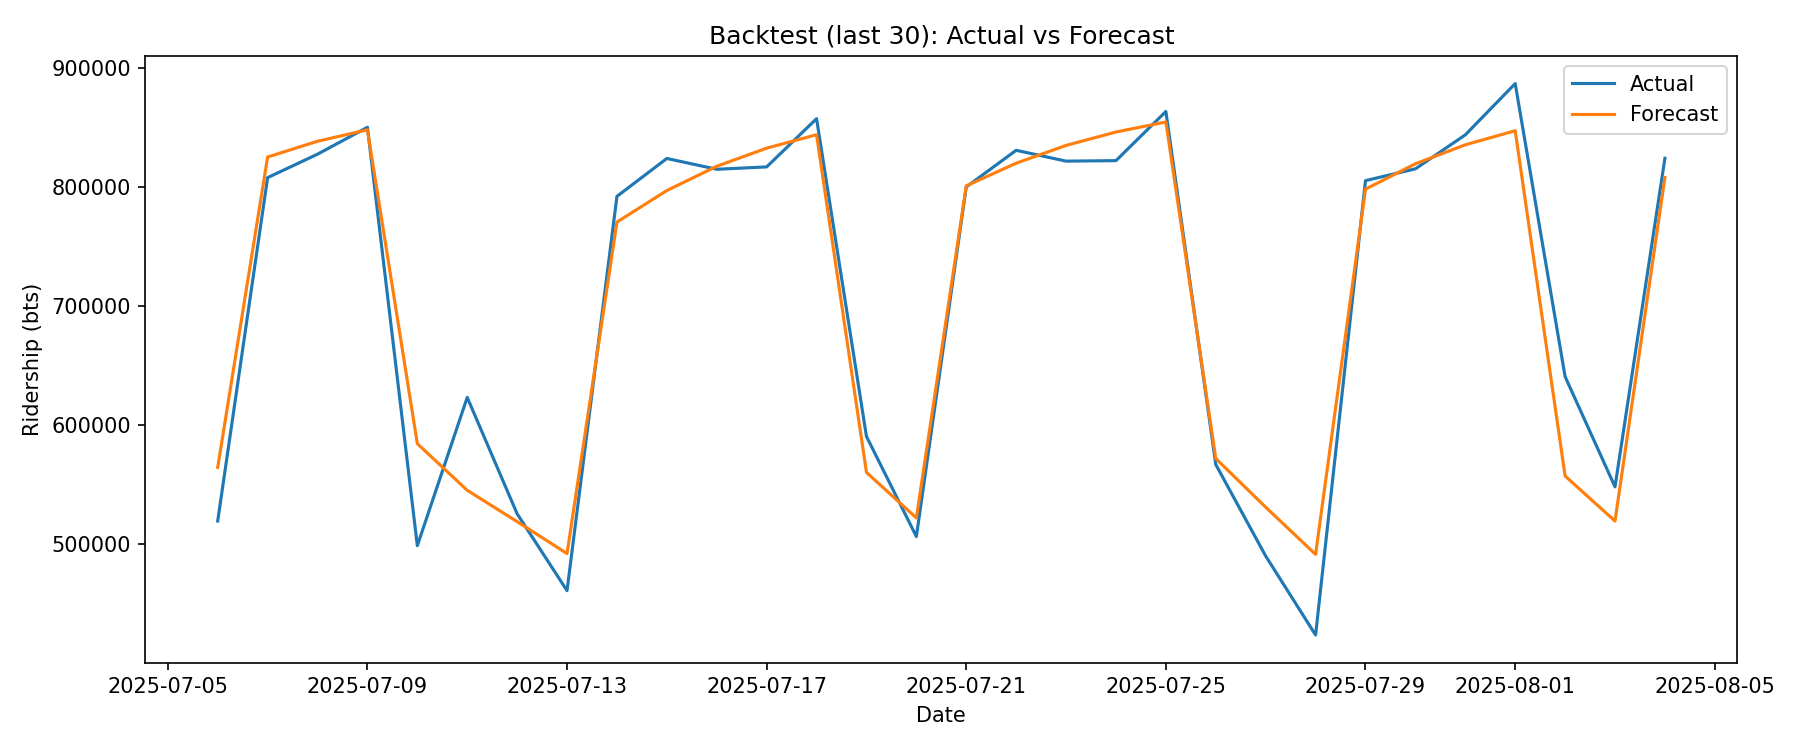 Backtest (last 30): Actual vs Forecast
Actual
Forecast
Ridership (bts)
900000
800000
700000
600000
500000
2025-07-05 2025-07-09 2025-07-13 2025-07-17 2025-07-21 2025-07-25 2025-07-29 2025-08-01 2025-08-05
Date